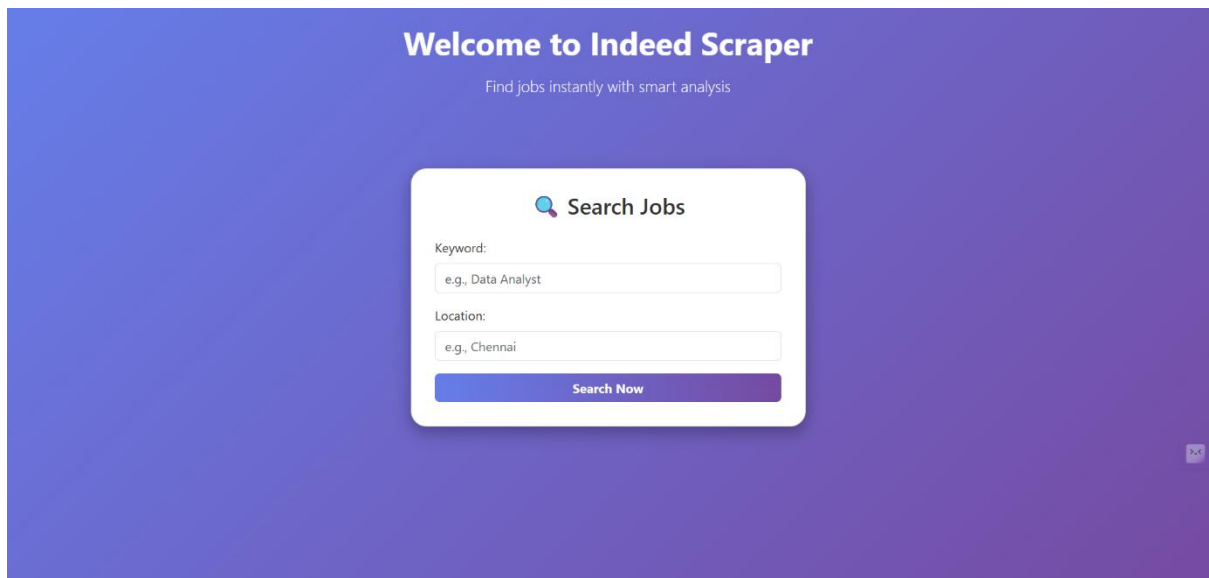 Welcome to Indeed Scraper
Find jobs instantly with smart analysis
Search Jobs
Keyword:
e.g., Data Analyst
Location:
e.g., Chennai
Search Now